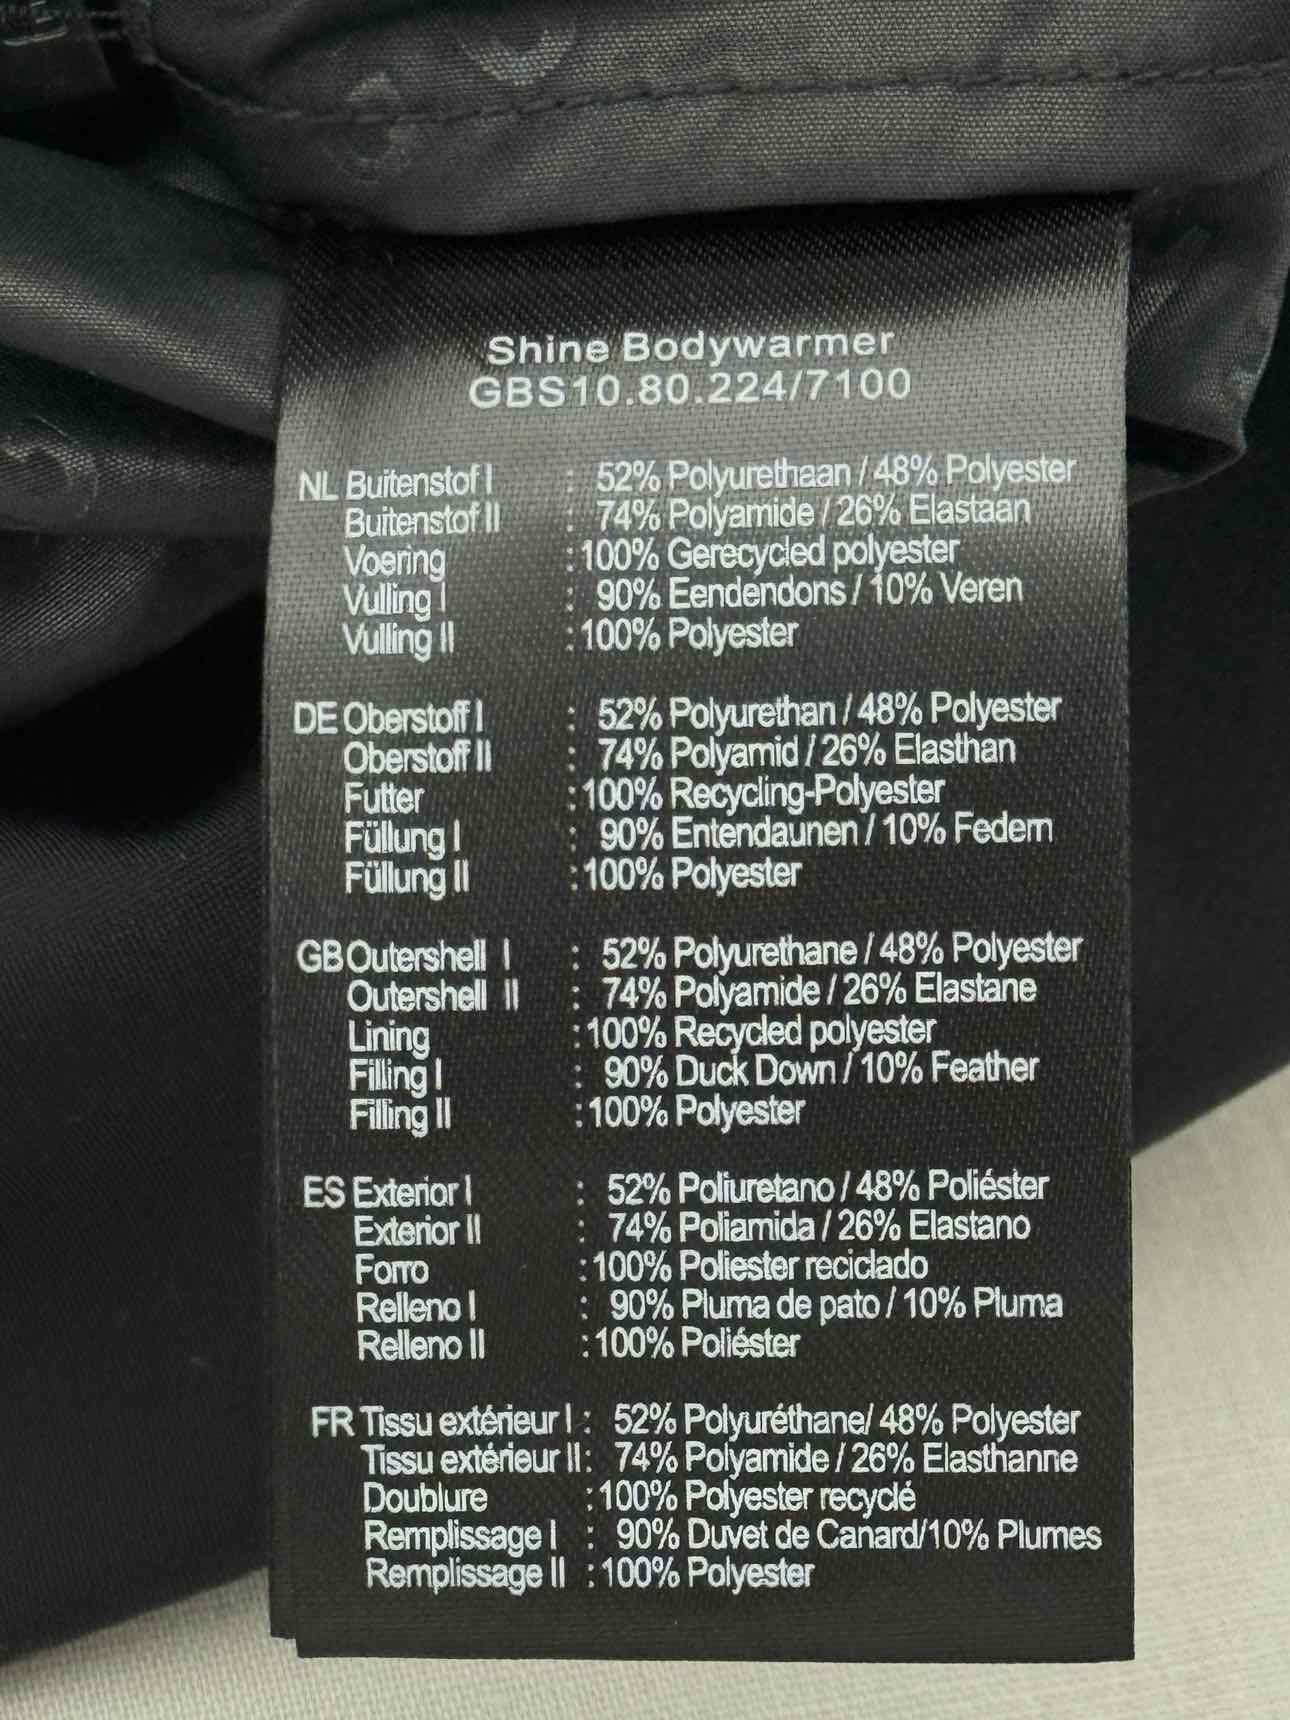 Shine Bodywarmer
GBS10.80.224/7100
NL Buitenstof I : 52% Polyurethaan / 48% Polyester
Buitenstof II : 74% Polyamide / 26% Elastaan
Voering : 100% Gerecycled polyester
Vulling I : 90% Eendendons / 10% Veren
Vulling II : 100% Polyester
DE Oberstoff I : 52% Polyurethan / 48% Polyester
Oberstoff II : 74% Polyamid / 26% Elasthan
Futter : 100% Recycling-Polyester
Füllung I : 90% Entendaunen / 10% Federn
Füllung II : 100% Polyester
GB Outershell I : 52% Polyurethane / 48% Polyester
Outershell II : 74% Polyamide / 26% Elastane
Lining : 100% Recycled polyester
Filling I : 90% Duck Down / 10% Feather
Filling II : 100% Polyester
ES Exterior I : 52% Poliuretano / 48% Poliéster
Exterior II : 74% Poliamida / 26% Elastano
Forro : 100% Poliester reciclado
Relleno I : 90% Pluma de pato / 10% Pluma
Relleno II : 100% Poliéster
FR Tissu extérieur I : 52% Polyuréthane/ 48% Polyester
Tissu extérieur II : 74% Polyamide / 26% Elasthanne
Doublure : 100% Polyester recyclé
Remplissage I : 90% Duvet de Canard/10% Plumes
Remplissage II : 100% Polyester